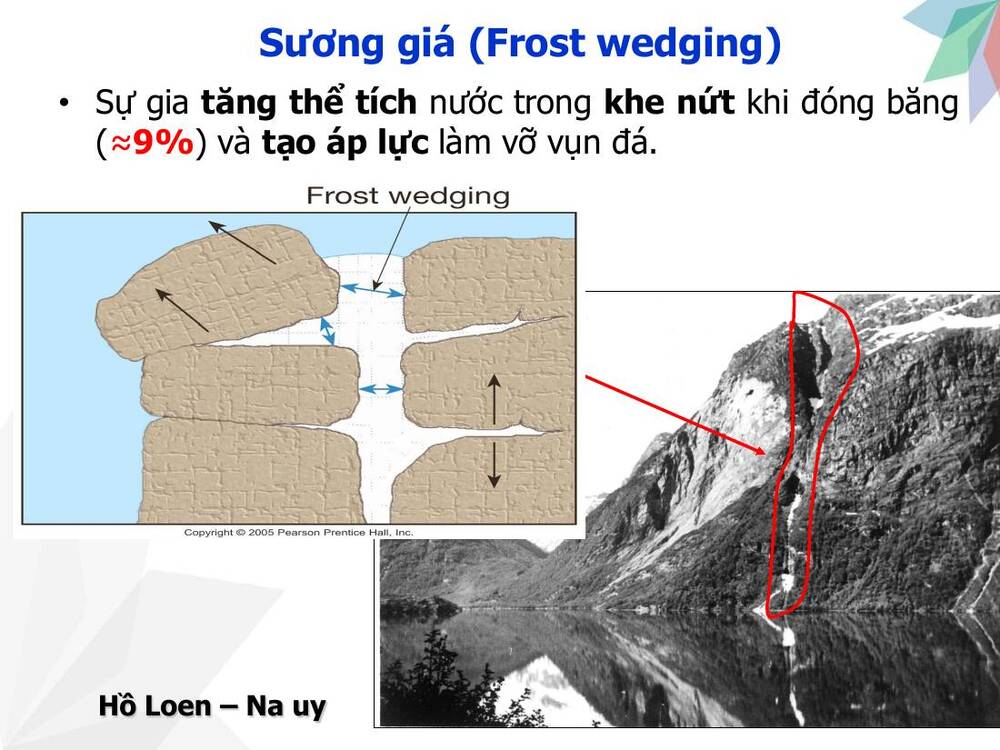 Sương giá (Frost wedging)
• Sự gia tăng thể tích nước trong khe nứt khi đóng băng
(≈9%) và tạo áp lực làm vỡ vụn đá.
Frost wedging
Copyright © 2005 Pearson Prentice Hall, Inc.
Hồ Loen – Na uy